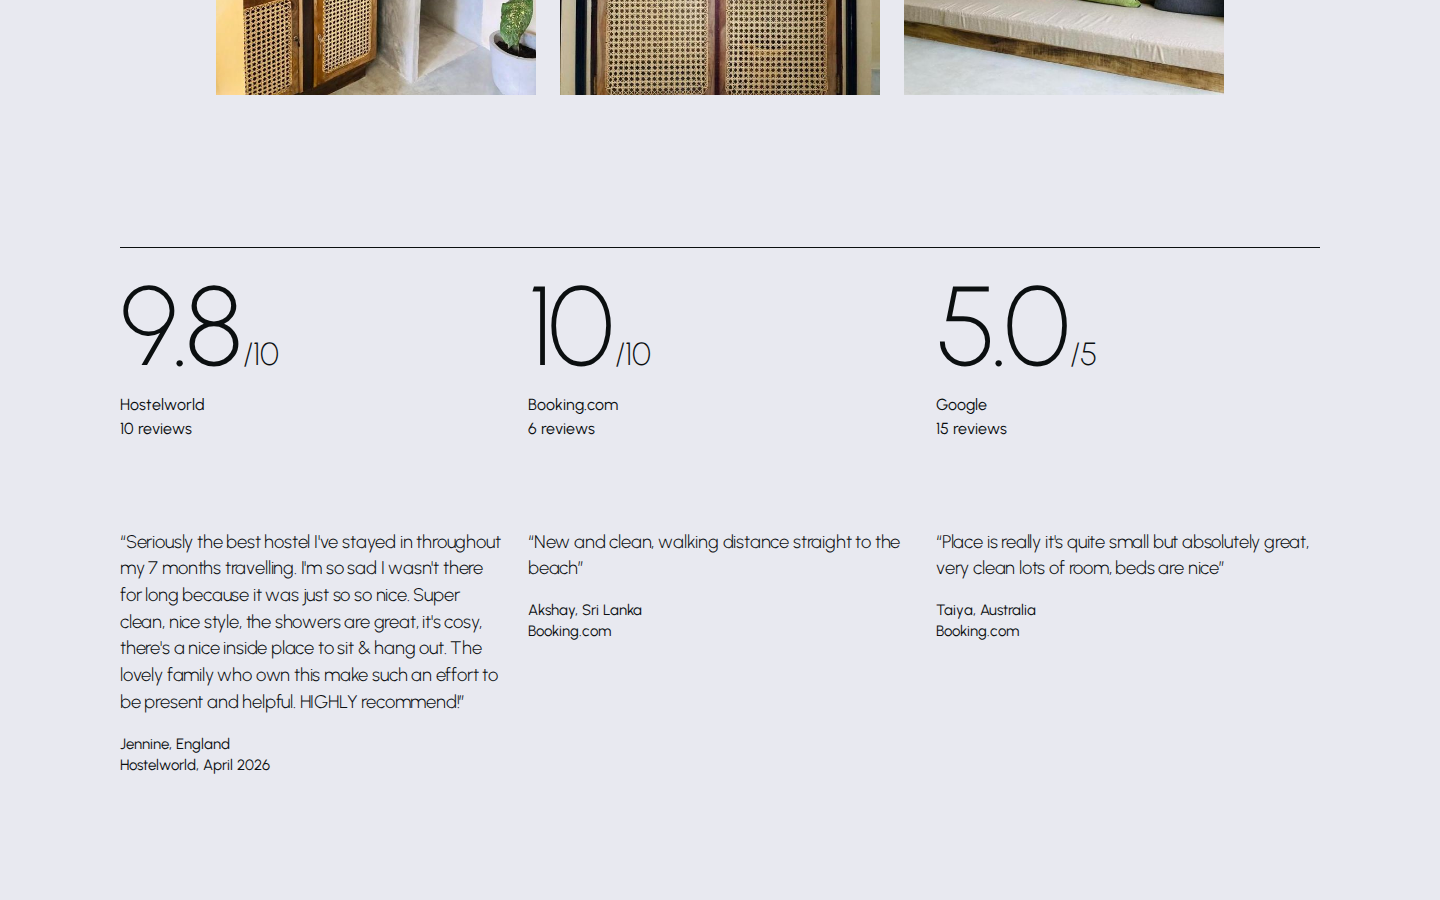 9.8/10
10/10
5.0/5
Hostelworld
10 reviews
Booking.com
6 reviews
Google
15 reviews
“Seriously the best hostel I've stayed in throughout
my 7 months travelling. I'm so sad I wasn't there
for long because it was just so so nice. Super
clean, nice style, the showers are great, it's cosy,
there's a nice inside place to sit & hang out. The
lovely family who own this make such an effort to
be present and helpful. HIGHLY recommend!”
Jennine, England
Hostelworld, April 2026
“New and clean, walking distance straight to the
beach”
Akshay, Sri Lanka
Booking.com
“Place is really it's quite small but absolutely great,
very clean lots of room, beds are nice”
Taiya, Australia
Booking.com